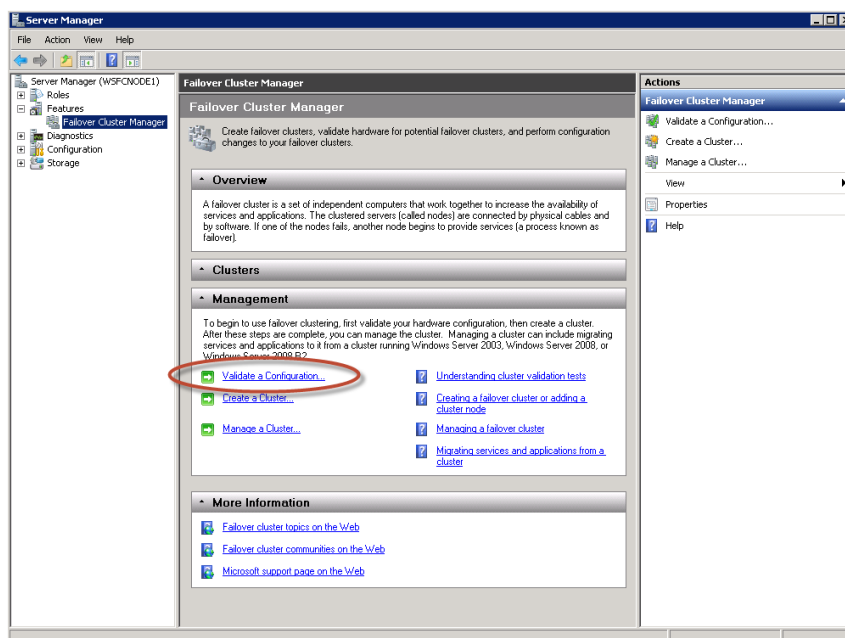 Server Manager
File Action View Help
Server Manager (WSFCNODE1)
Roles
Features
Failover Cluster Manager
Diagnostics
Configuration
Storage
Failover Cluster Manager
Failover Cluster Manager
Create failover clusters, validate hardware for potential failover clusters, and perform configuration
changes to your failover clusters.
Overview
A failover cluster is a set of independent computers that work together to increase the availability of
services and applications. The clustered servers (called nodes) are connected by physical cables and
by software. If one of the nodes fails, another node begins to provide services (a process known as
failover).
Clusters
Management
To begin to use failover clustering, first validate your hardware configuration, then create a cluster.
After these steps are complete, you can manage the cluster. Managing a cluster can include migrating
services and applications to it from a cluster running Windows Server 2003, Windows Server 2008, or
Windows Server 2008 R2.
Validate a Configuration...
Create a Cluster...
Manage a Cluster...
Understanding cluster validation tests
Creating a failover cluster or adding a
cluster node
Managing a failover cluster
Migrating services and applications from a
cluster
More Information
Failover cluster topics on the Web
Failover cluster communities on the Web
Microsoft support page on the Web
Actions
Failover Cluster Manager
Validate a Configuration...
Create a Cluster...
Manage a Cluster...
View
Properties
Help